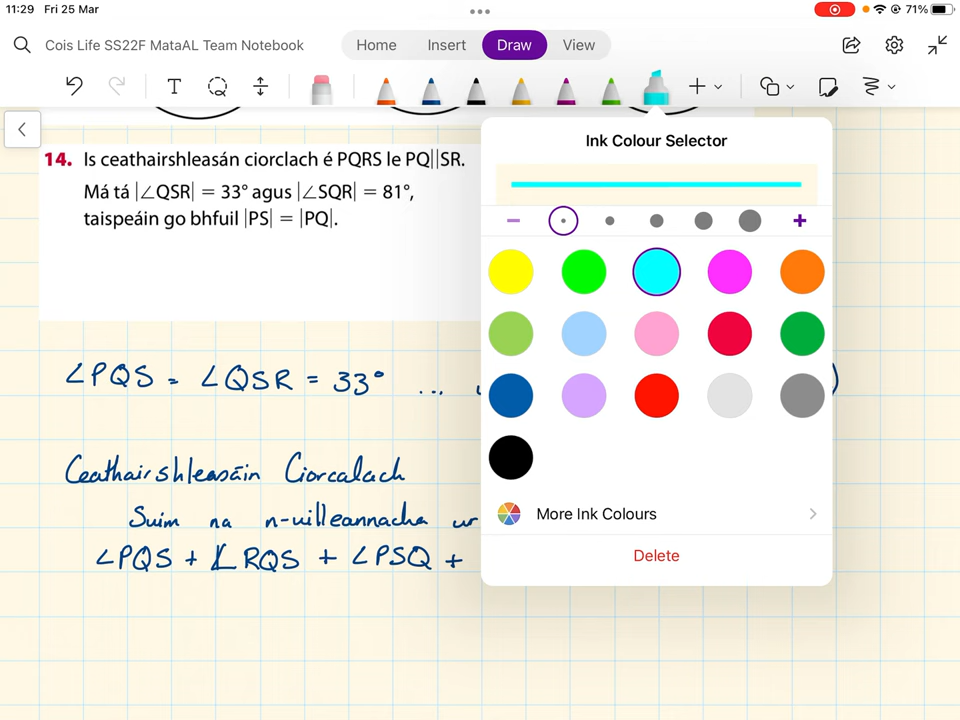 11:29 Fri 25 Mar
71%
Cois Life SS22F MataAL Team Notebook
Home Insert Draw View
T
14. Is ceathairshleasán ciorclach é PQRS le PQ||SR.
Má tá |∠QSR| = 33° agus |∠SQR| = 81°,
taispeáin go bhfuil |PS| = |PQ|.
Ink Colour Selector
∠PQS = ∠QSR = 33° ... )
Ceathairshleasáin Ciorcalach
Suim na n-uilleannacha ur
∠PQS + ∠RQS + ∠PSQ +
More Ink Colours
Delete